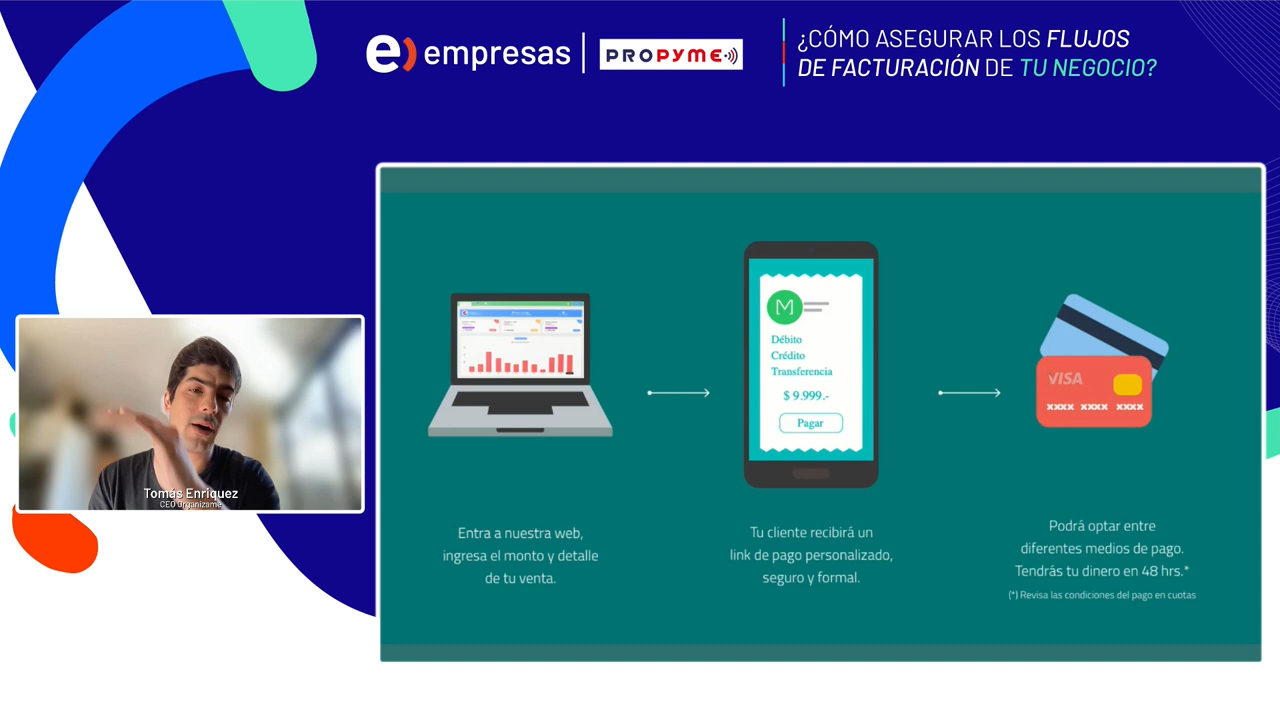 e) empresas
PROPYME
¿CÓMO ASEGURAR LOS FLUJOS
DE FACTURACIÓN DE TU NEGOCIO?
Tomás Enriquez
CEO Organízame
M
Débito
Crédito
Transferencia
$ 9.999.-
Pagar
VISA
xxxx xxxx xxxx
Entra a nuestra web,
ingresa el monto y detalle
de tu venta.
Tu cliente recibirá un
link de pago personalizado,
seguro y formal.
Podrá optar entre
diferentes medios de pago.
Tendrás tu dinero en 48 hrs.*
(*) Revisa las condiciones del pago en cuotas